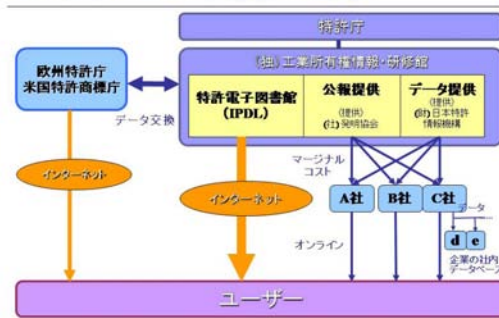 特許庁
(独)工業所有権情報・研修館
欧州特許庁
米国特許商標庁
データ交換
特許電子図書館
(IPDL)
公報提供
(提供)
(社)発明協会
データ提供
(提供)
(財)日本特許
情報機構
マージナル
コスト
インターネット
インターネット
A社
B社
C社
データ
d
e
オンライン
企業の社内
データベース
ユーザー